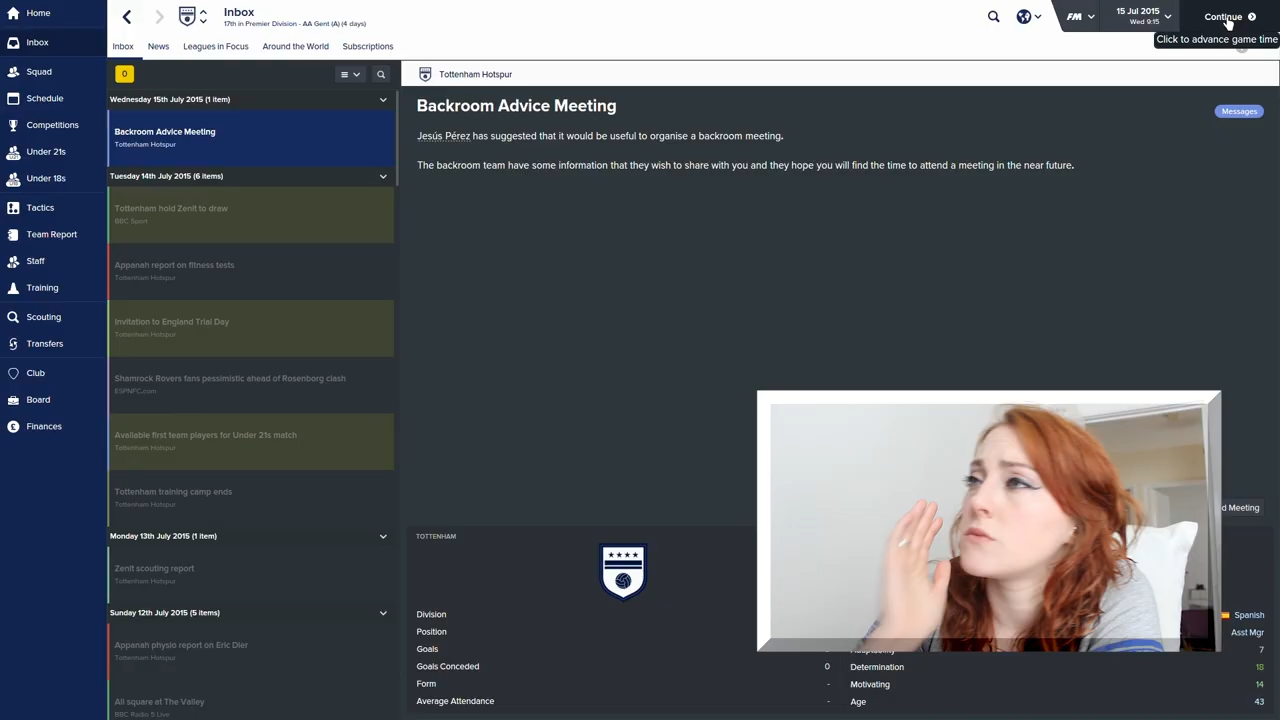 Home
Inbox
Squad
Schedule
Competitions
Under 21s
Under 18s
Tactics
Team Report
Staff
Training
Scouting
Transfers
Club
Board
Finances
Inbox
17th in Premier Division - AA Gent (A) (4 days)
FM
15 Jul 2015
Wed 9:15
Continue
Click to advance game time
Inbox
News
Leagues in Focus
Around the World
Subscriptions
0
Wednesday 15th July 2015 (1 item)
Backroom Advice Meeting
Tottenham Hotspur
Tuesday 14th July 2015 (6 items)
Tottenham hold Zenit to draw
BBC Sport
Appanah report on fitness tests
Tottenham Hotspur
Invitation to England Trial Day
Tottenham Hotspur
Shamrock Rovers fans pessimistic ahead of Rosenborg clash
ESPNFC.com
Available first team players for Under 21s match
Tottenham Hotspur
Tottenham training camp ends
Tottenham Hotspur
Monday 13th July 2015 (1 item)
Zenit scouting report
Tottenham Hotspur
Sunday 12th July 2015 (5 items)
Appanah physio report on Eric Dier
Tottenham Hotspur
All square at The Valley
BBC Radio 5 Live
Tottenham Hotspur
Backroom Advice Meeting
Messages
Jesús Pérez has suggested that it would be useful to organise a backroom meeting.
The backroom team have some information that they wish to share with you and they hope you will find the time to attend a meeting in the near future.
d Meeting
TOTTENHAM
Division
Spanish
Position
Asst Mgr
Goals
7
Goals Conceded 0
Determination 18
Form -
Motivating 14
Average Attendance -
Age 43